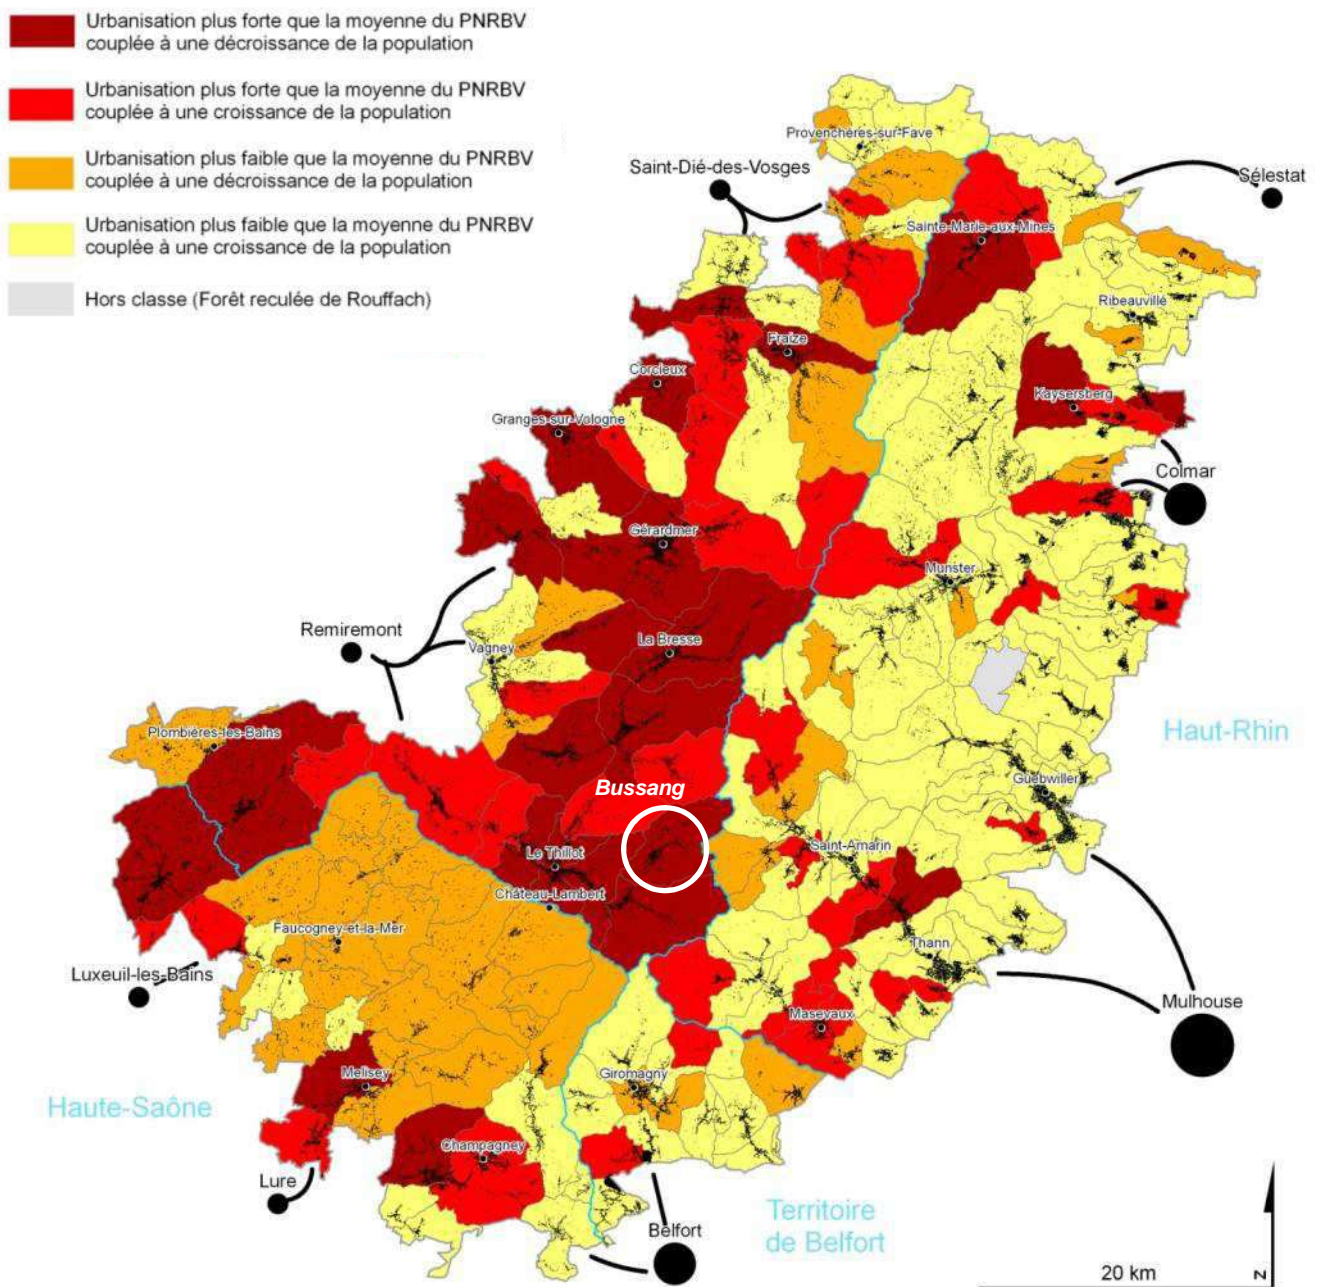 Urbanisation plus forte que la moyenne du PNRBV
couplée à une décroissance de la population
Urbanisation plus forte que la moyenne du PNRBV
couplée à une croissance de la population
Urbanisation plus faible que la moyenne du PNRBV
couplée à une décroissance de la population
Urbanisation plus faible que la moyenne du PNRBV
couplée à une croissance de la population
Hors classe (Forêt reculée de Rouffach)
Provenchères-sur-Fave
Saint-Dié-des-Vosges
Sélestat
Sainte-Marie-aux-Mines
Ribeauvillé
Fraize
Corcieux
Kaysersberg
Granges-sur-Vologne
Colmar
Gérardmer
Munster
Remiremont
La Bresse
Vagney
Plombières-les-Bains
Haut-Rhin
Guebwiller
Bussang
Saint-Amarin
Le Thillot
Château-Lambert
Faucogney-et-la-Mer
Thann
Luxeuil-les-Bains
Mulhouse
Masevaux
Melisey
Giromagny
Haute-Saône
Champagney
Lure
Territoire
de Belfort
Belfort
20 km
N